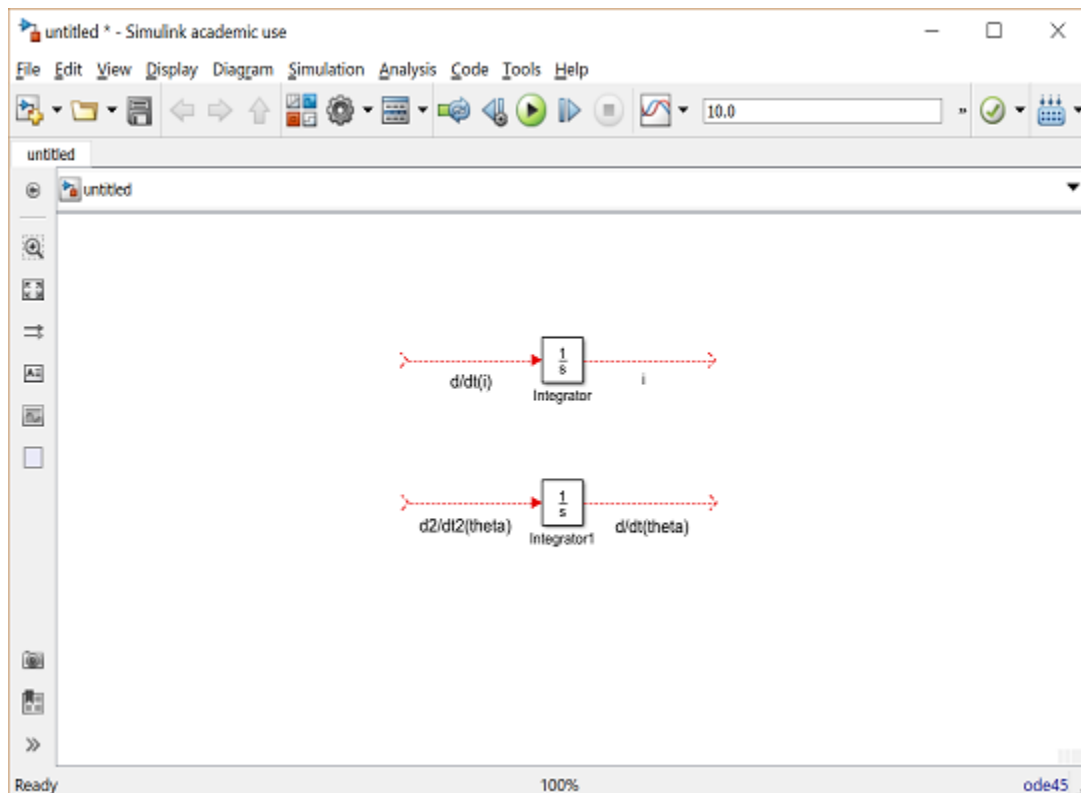 untitled * - Simulink academic use
File Edit View Display Diagram Simulation Analysis Code Tools Help
10.0 »
untitled
untitled
d/dt(i)
1
s
Integrator
i
d2/dt2(theta)
1
s
Integrator1
d/dt(theta)
Ready 100% ode45